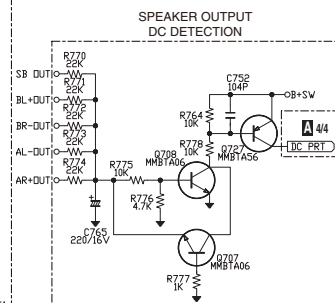 SPEAKER OUTPUT
DC DETECTION
R770
22K
SB OUT
R771
22K
BL+OUT
R772
22K
BR-OUT
R773
22K
AL-OUT
R774
22K
AR+OUT
R775
10K
C765
220/16V
R776
4.7K
Q708
MMBTA06
R764
10K
R778
10K
C752
104P
B+SW
Q727
MMBTA56
A 4/4
DC PRT
Q707
MMBTA06
R777
1K